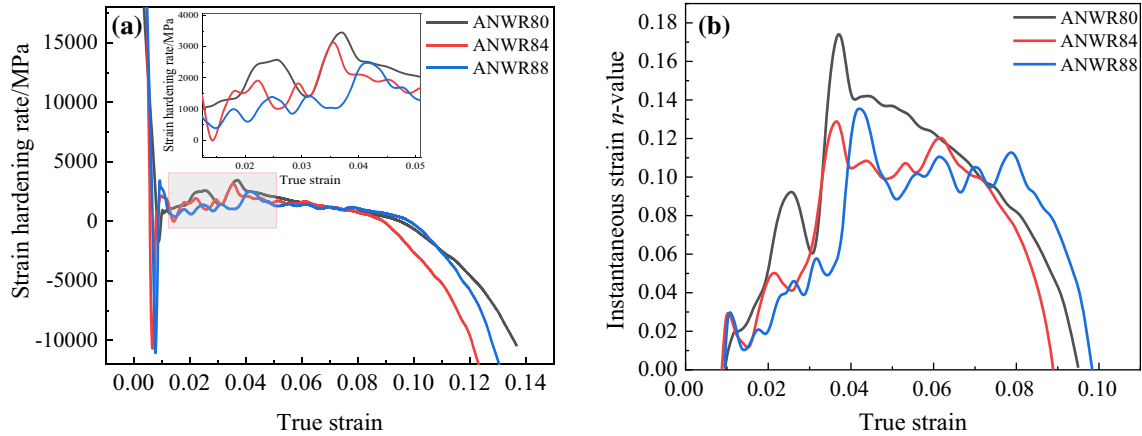 (a)
ANWR80
ANWR84
ANWR88
Strain hardening rate/MPa
15000
10000
5000
0
-5000
-10000
0.00 0.02 0.04 0.06 0.08 0.10 0.12 0.14
True strain
Strain hardening rate/MPa
4000
3000
2000
1000
0
0.02 0.03 0.04 0.05
True strain
(b)
ANWR80
ANWR84
ANWR88
Instantaneous strain n-value
0.18
0.16
0.14
0.12
0.10
0.08
0.06
0.04
0.02
0.00
0.02 0.04 0.06 0.08 0.10
True strain